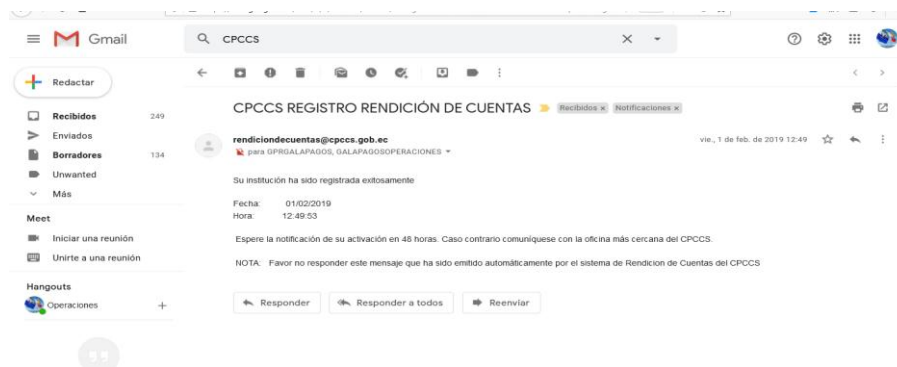 Gmail
CPCCS
Redactar
Recibidos 249
Enviados
Borradores 134
Unwanted
Más
Meet
Iniciar una reunión
Unirte a una reunión
Hangouts
Operaciones
CPCCS REGISTRO RENDICIÓN DE CUENTAS Recibidos x Notificaciones x
rendiciondecuentas@cpccs.gob.ec vie., 1 de feb. de 2019 12:49
para GPRGALAPAGOS, GALAPAGOSOPERACIONES
Su institución ha sido registrada exitosamente
Fecha: 01/02/2019
Hora: 12:49:53
Espere la notificación de su activación en 48 horas. Caso contrario comuníquese con la oficina más cercana del CPCCS.
NOTA: Favor no responder este mensaje que ha sido emitido automáticamente por el sistema de Rendicion de Cuentas del CPCCS
Responder Responder a todos Reenviar